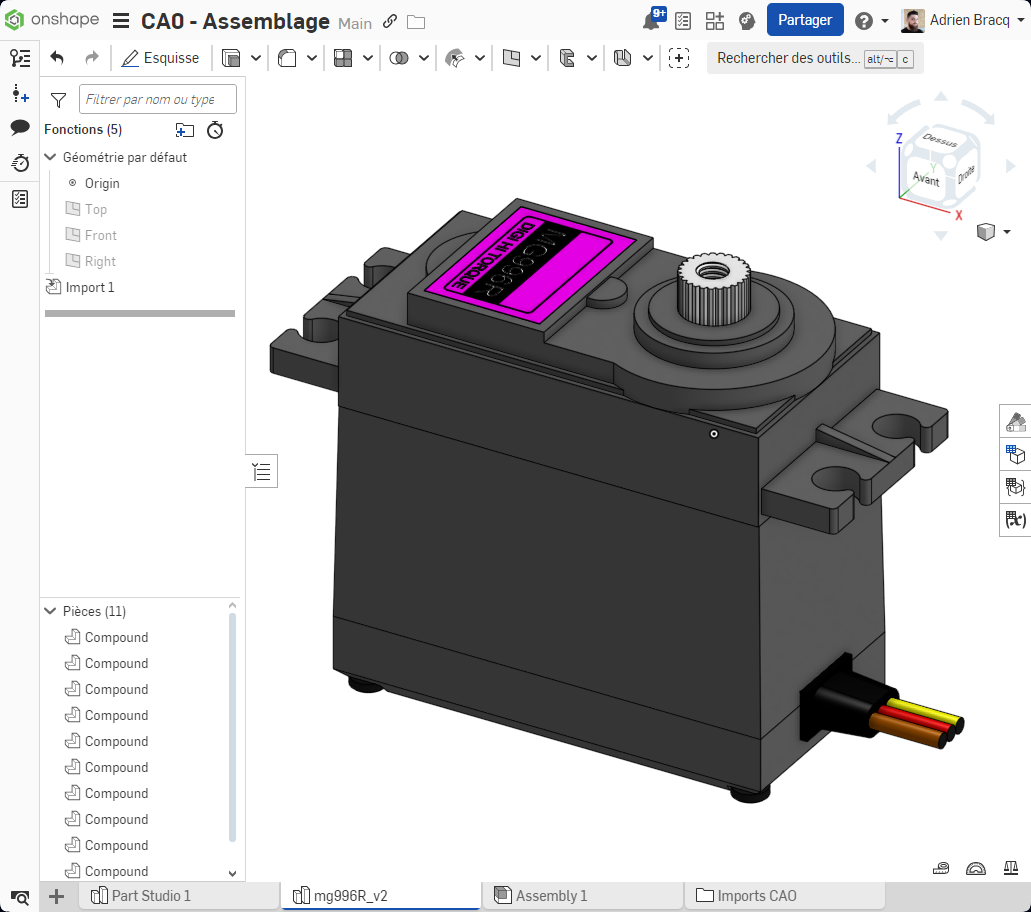 onshape
CAO - Assemblage Main
9+
Partager
Adrien Bracq
Esquisse
Rechercher des outils... alt/⌥ c
Filtrer par nom ou type
Fonctions (5)
Géométrie par défaut
Origin
Top
Front
Right
Import 1
Z
Dessus
Y
Avant
Droite
X
MG996R
DIGI HI TORQUE
Pièces (11)
Compound
Compound
Compound
Compound
Compound
Compound
Compound
Compound
Compound
Compound
Part Studio 1
mg996R_v2
Assembly 1
Imports CAO